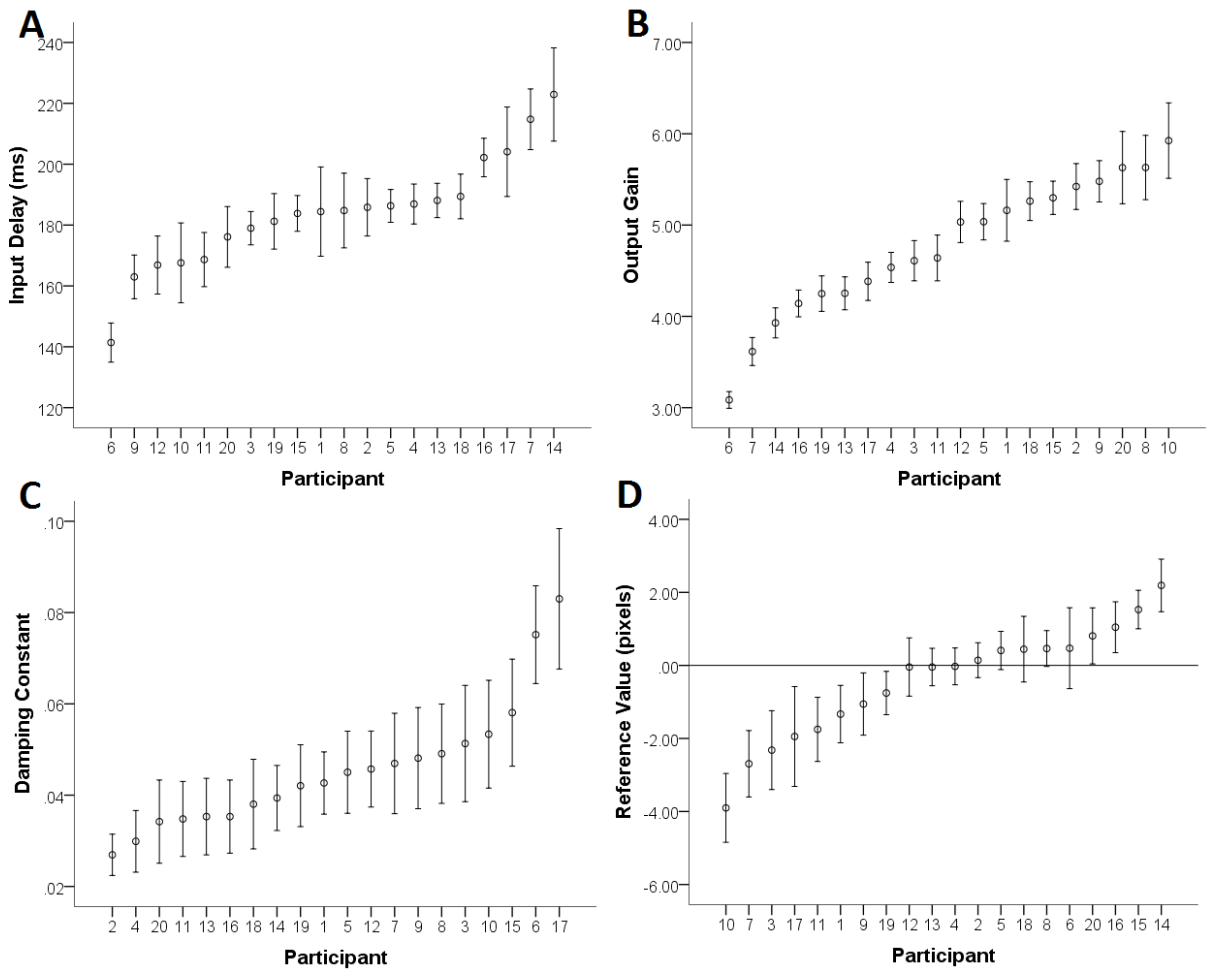 A
Input Delay (ms)
240
220
200
180
160
140
120
6 9 12 10 11 20 3 19 15 1 8 2 5 4 13 18 16 17 7 14
Participant
B
Output Gain
7.00
6.00
5.00
4.00
3.00
6 7 14 16 19 13 17 4 3 11 12 5 1 18 15 2 9 20 8 10
Participant
C
Damping Constant
.10
.08
.06
.04
.02
2 4 20 11 13 16 18 14 19 1 5 12 7 9 8 3 10 15 6 17
Participant
D
Reference Value (pixels)
4.00
2.00
.00
-2.00
-4.00
-6.00
10 7 3 17 11 1 9 19 12 13 4 2 5 18 8 6 20 16 15 14
Participant